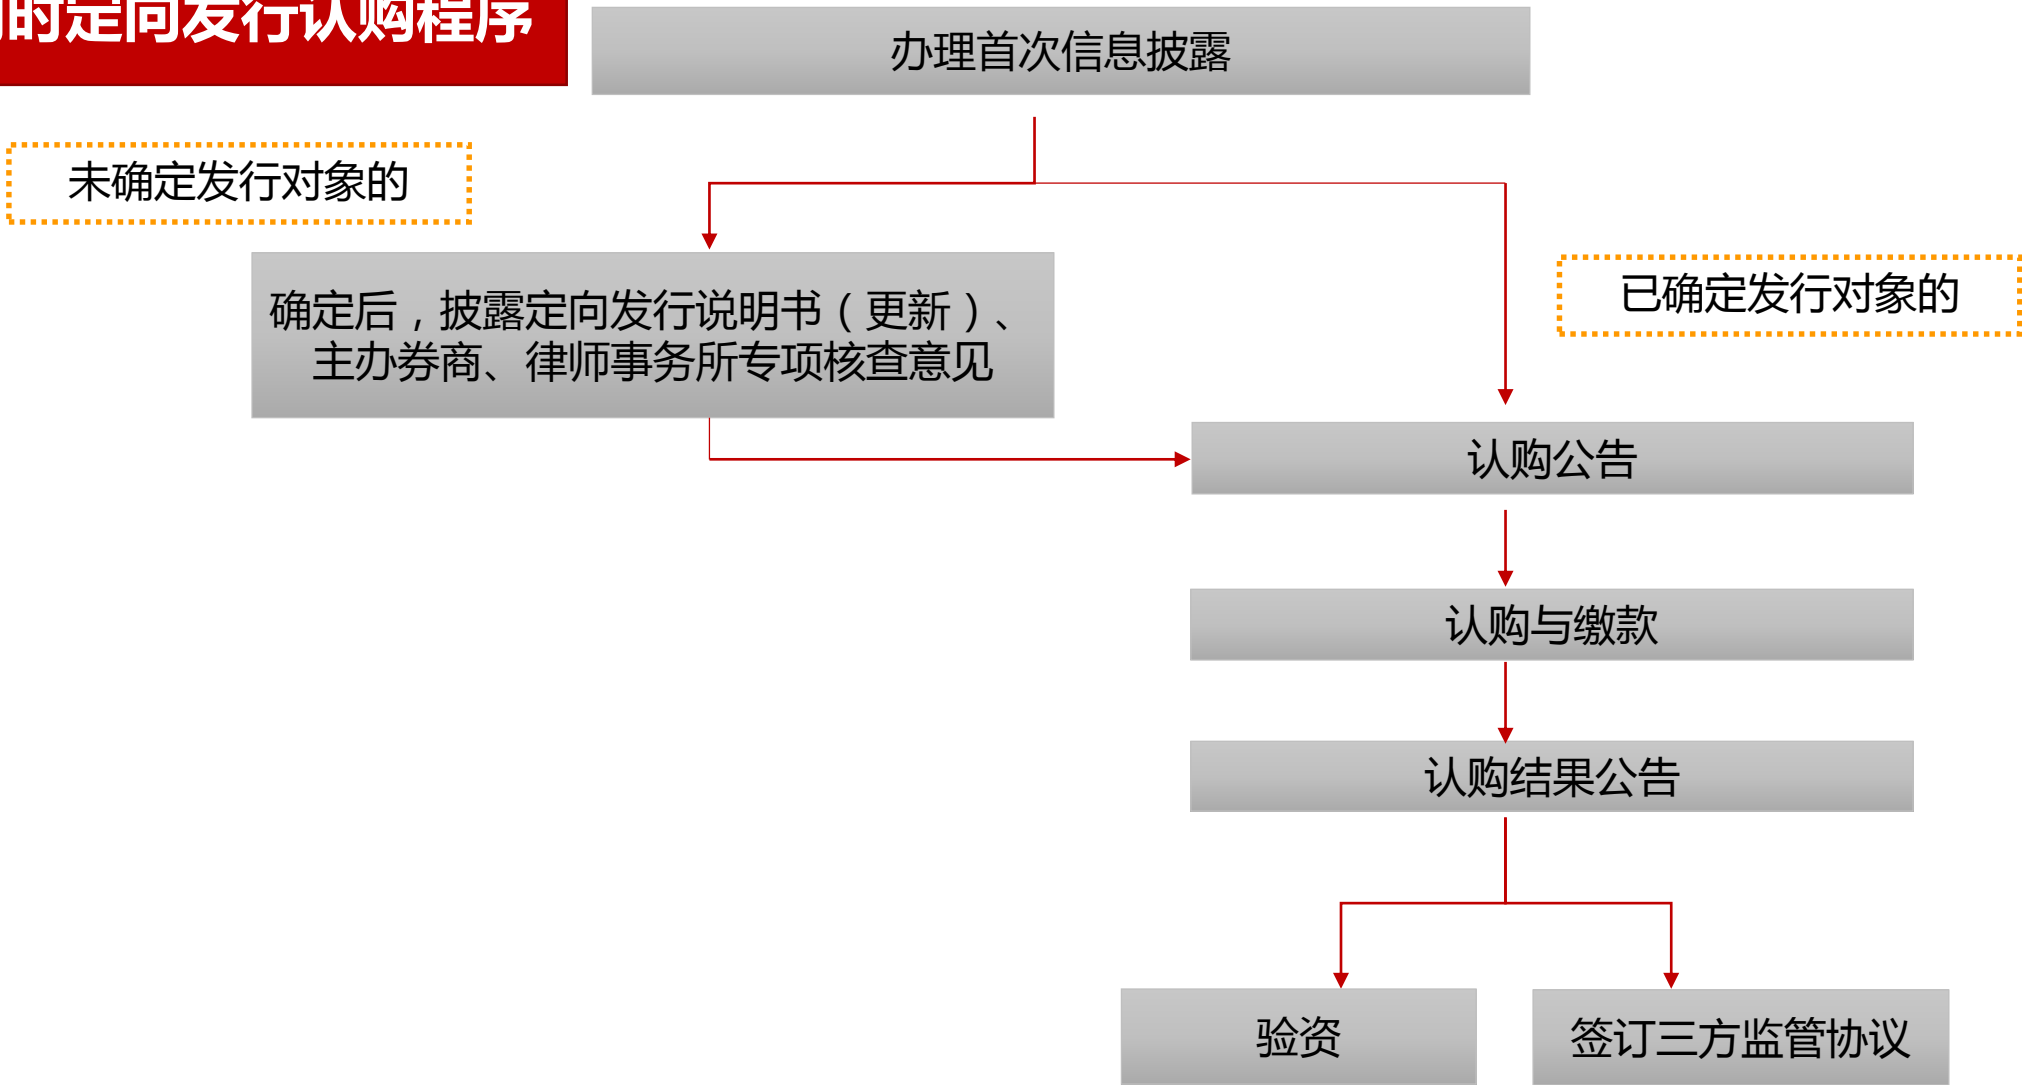 时定向发行认购程序
办理首次信息披露
未确定发行对象的
已确定发行对象的
确定后，披露定向发行说明书（更新）、
主办券商、律师事务所专项核查意见
认购公告
认购与缴款
认购结果公告
验资
签订三方监管协议